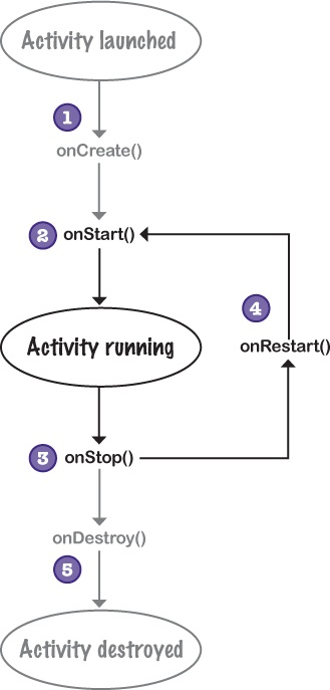 Activity launched
1
onCreate()
2 onStart()
4
Activity running
onRestart()
3 onStop()
onDestroy()
5
Activity destroyed